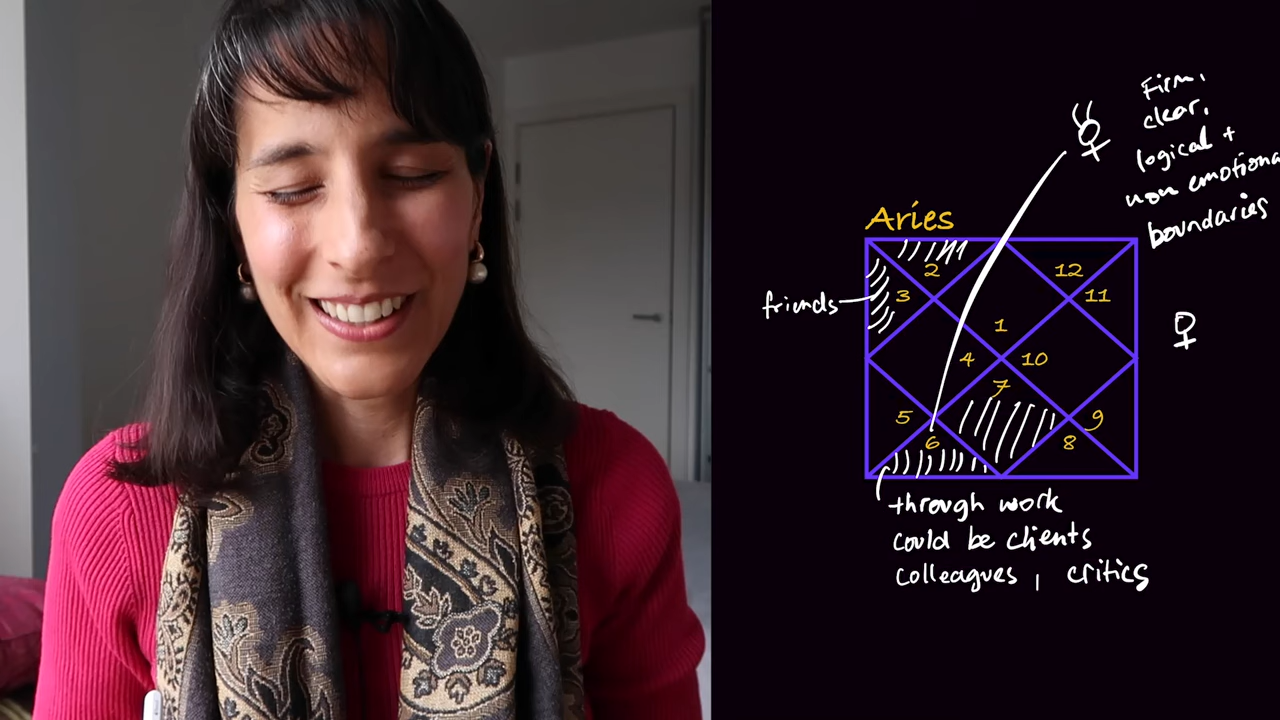 Firm,
clear,
logical +
non emotiona
boundaries
Aries
2
12
3
11
friends
1
4
10
7
5
9
6
8
through work
could be clients
colleagues, critics